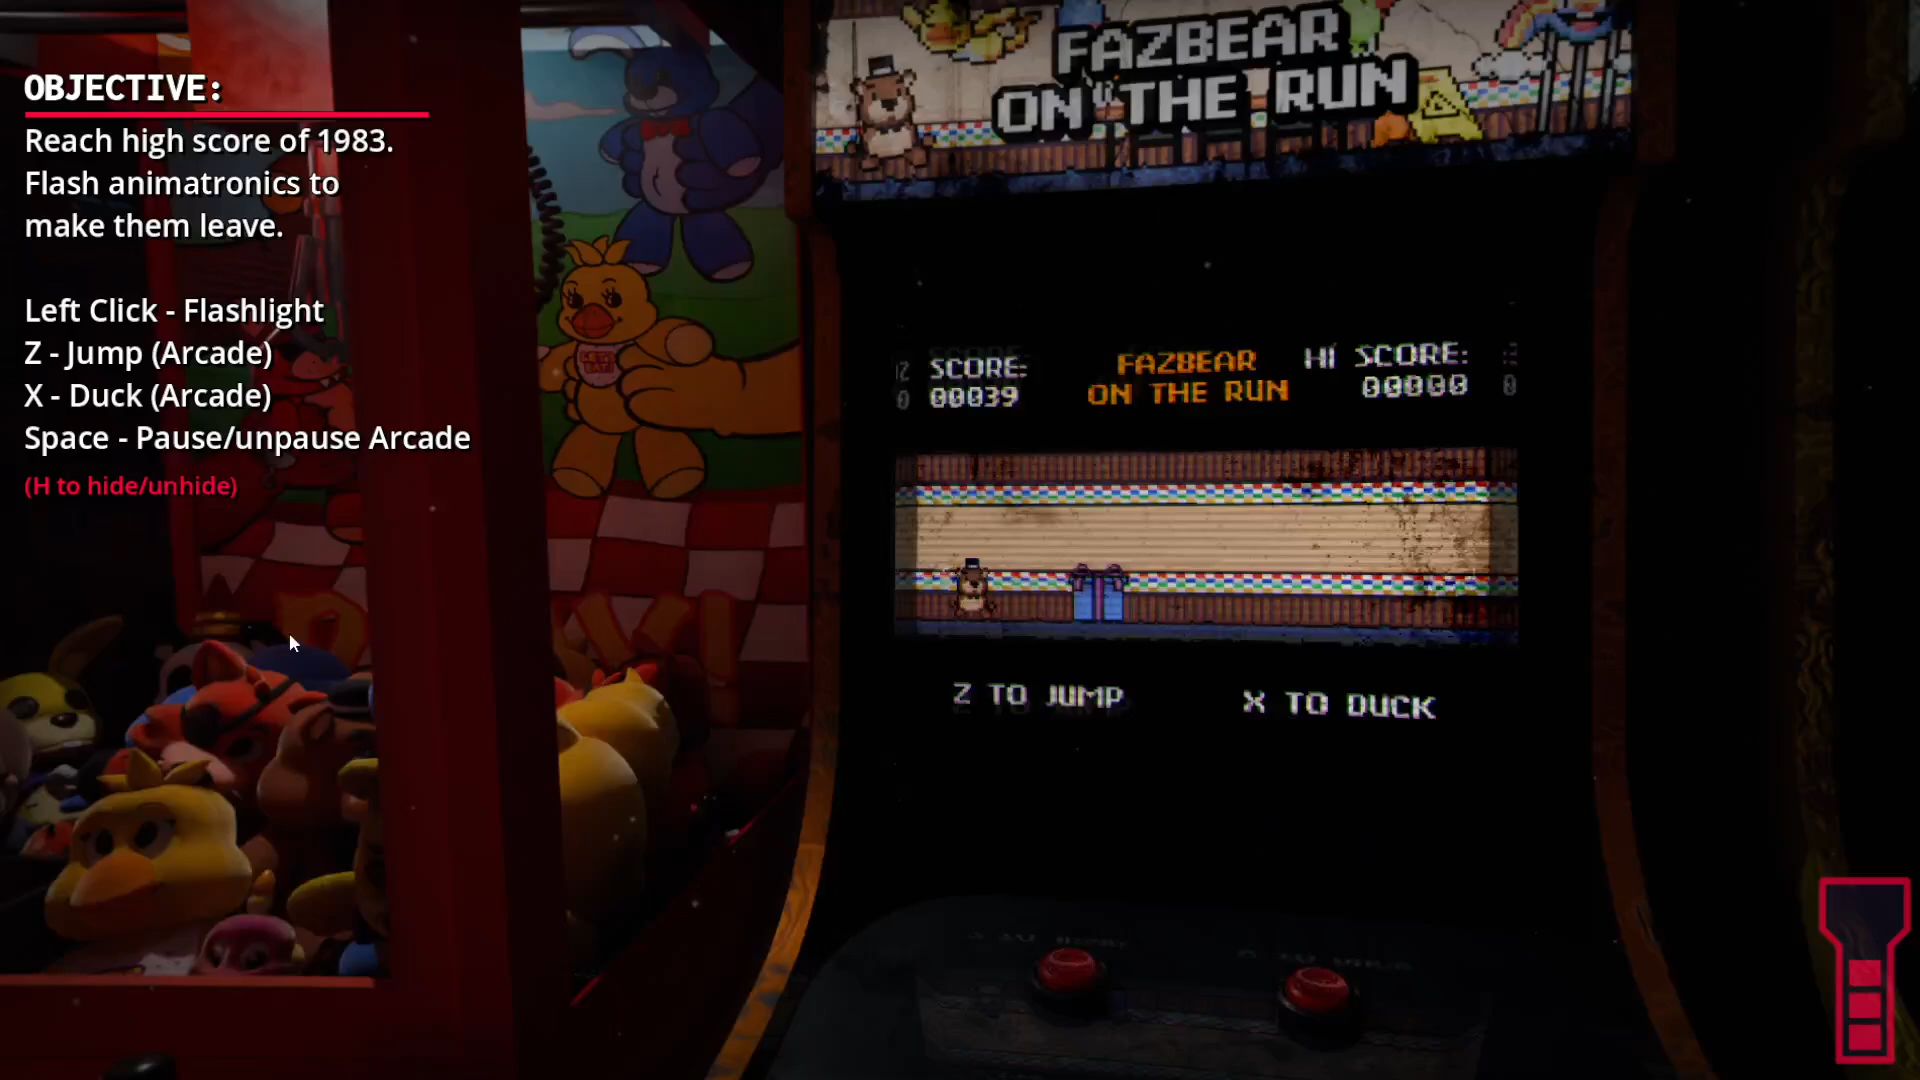 OBJECTIVE:
Reach high score of 1983.
Flash animatronics to
make them leave.
Left Click - Flashlight
Z - Jump (Arcade)
X - Duck (Arcade)
Space - Pause/unpause Arcade
(H to hide/unhide)
LET'S
EAT!
FAZBEAR
ON THE RUN
SCORE:
00039
FAZBEAR
ON THE RUN
HI SCORE:
00000
Z TO JUMP
X TO DUCK